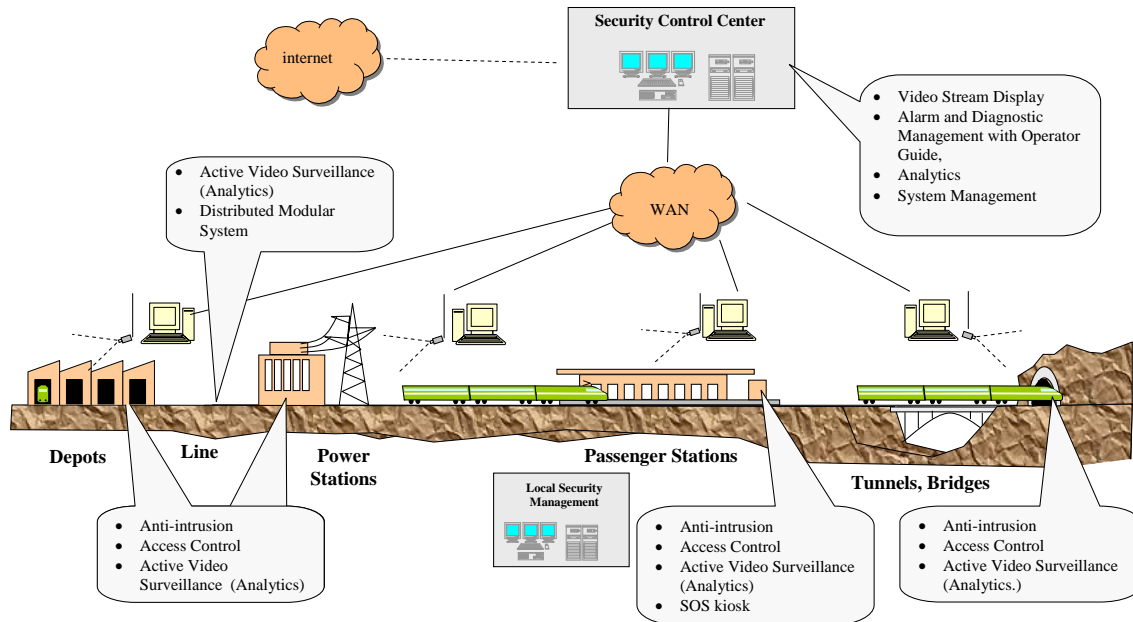 Security Control Center
internet
• Video Stream Display
• Alarm and Diagnostic
Management with Operator
Guide,
• Analytics
• System Management
• Active Video Surveillance
(Analytics)
• Distributed Modular
System
WAN
Depots
Line
Power
Stations
Passenger Stations
Tunnels, Bridges
Local Security
Management
• Anti-intrusion
• Access Control
• Active Video
Surveillance (Analytics)
• Anti-intrusion
• Access Control
• Active Video Surveillance
(Analytics)
• SOS kiosk
• Anti-intrusion
• Access Control
• Active Video Surveillance
(Analytics.)